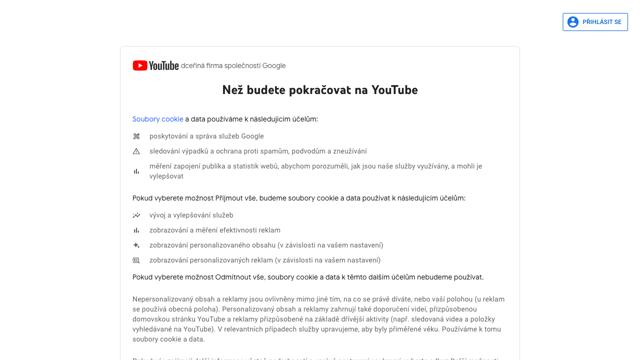 PŘIHLÁSIT SE
YouTube dceřiná firma společnosti Google
Než budete pokračovat na YouTube
Soubory cookie a data používáme k následujícím účelům:
poskytování a správa služeb Google
sledování výpadků a ochrana proti spamům, podvodům a zneužívání
měření zapojení publika a statistik webů, abychom porozuměli, jak jsou naše služby využívány, a mohli je
vylepšovat
Pokud vyberete možnost Přijmout vše, budeme soubory cookie a data používat k následujícím účelům:
vývoj a vylepšování služeb
zobrazování a měření efektivnosti reklam
zobrazování personalizovaného obsahu (v závislosti na vašem nastavení)
zobrazování personalizovaných reklam (v závislosti na vašem nastavení)
Pokud vyberete možnost Odmítnout vše, soubory cookie a data k těmto dalším účelům nebudeme používat.
Nepersonalizovaný obsah a reklamy jsou ovlivněny mimo jiné tím, na co se právě díváte, nebo vaší polohou (u reklam
se používá obecná poloha). Personalizovaný obsah a reklamy zahrnují také doporučení videí, přizpůsobenou
domovskou stránku YouTube a reklamy přizpůsobené na základě dřívější aktivity (např. sledovaná videa a položky
vyhledávané na YouTube). V relevantních případech služby upravujeme, aby byly přiměřené věku. Používáme k tomu
soubory cookie a data.